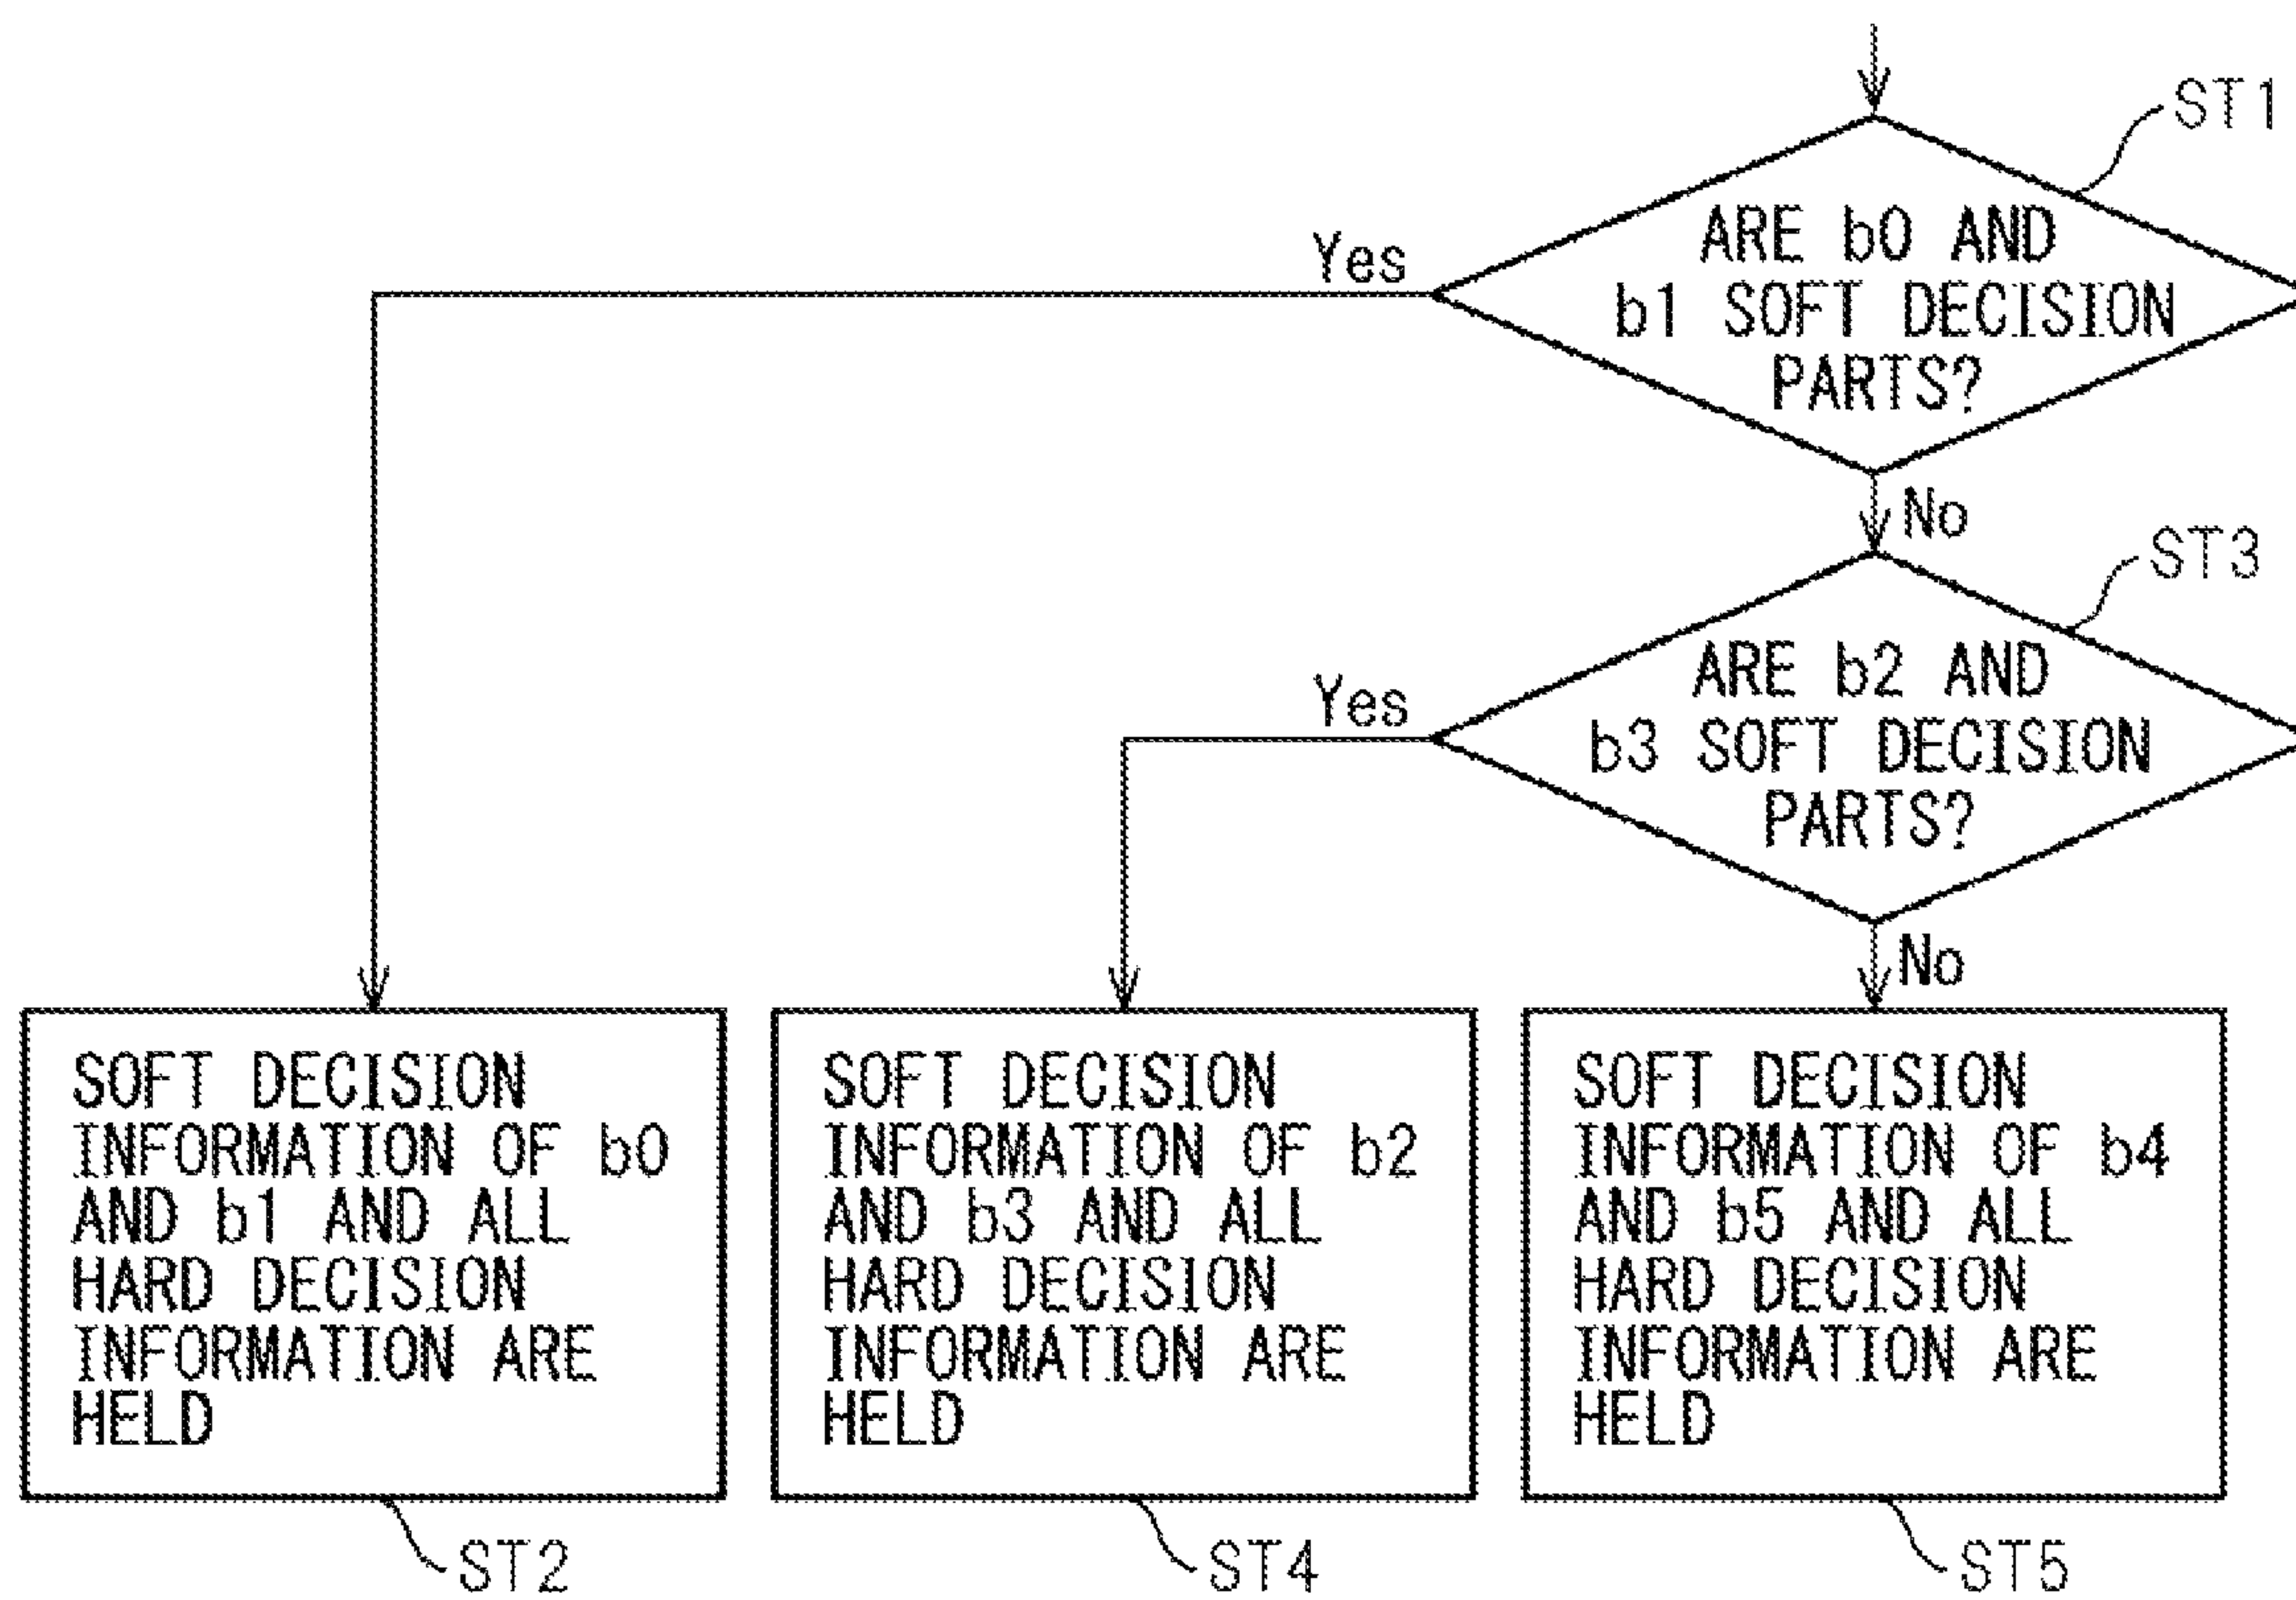 ST1
ARE b0 AND
b1 SOFT DECISION
PARTS?
Yes
No
ST3
ARE b2 AND
b3 SOFT DECISION
PARTS?
Yes
No
SOFT DECISION
INFORMATION OF b0
AND b1 AND ALL
HARD DECISION
INFORMATION ARE
HELD
ST2
SOFT DECISION
INFORMATION OF b2
AND b3 AND ALL
HARD DECISION
INFORMATION ARE
HELD
ST4
SOFT DECISION
INFORMATION OF b4
AND b5 AND ALL
HARD DECISION
INFORMATION ARE
HELD
ST5